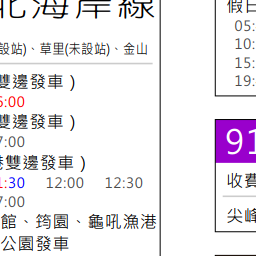 北海岸線
設站)、草里(未設站)、金山
雙邊發車)
6:00
雙邊發車)
7:00
港雙邊發車)
1:30 12:00 12:30
7:00
館、筠園、龜吼漁港
公園發車
假日
05:
10:
15:
19:
91
收費
尖峰